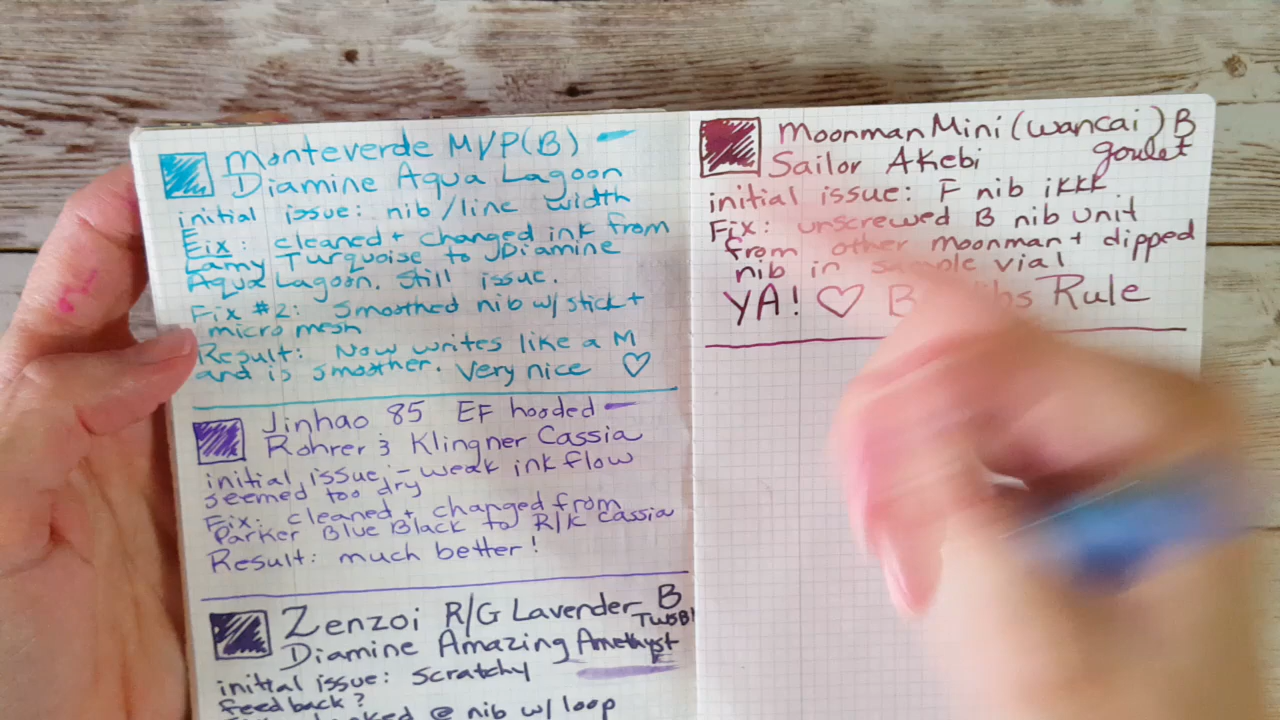 Monteverde MVP (B)
Diamine Aqua Lagoon
initial issue: nib/line width
Fix: cleaned + changed ink from
Lamy Turquoise to Diamine
Aqua Lagoon. Still issue.
Fix #2: Smoothed nib w/ stick +
micro mesh
Result: Now writes like a M
and is smoother. Very nice ♡
Jinhao 85 EF hooded
Rohrer & Klingner Cassia
initial issue: - weak ink flow
seemed too dry
Fix: cleaned + changed from
Parker Blue Black to R/K Cassia
Result: much better!
Zenzoi R/G Lavender B
TWSBI
Diamine Amazing Amethyst
initial issue: scratchy
feedback?
@ nib w/ loop
Moonman Mini (wancai) B
goulet
Sailor Akebi
initial issue: F nib ikkk
Fix: unscrewed B nib unit
from other moonman + dipped
nib in sample vial
YA! ♡ B Rule